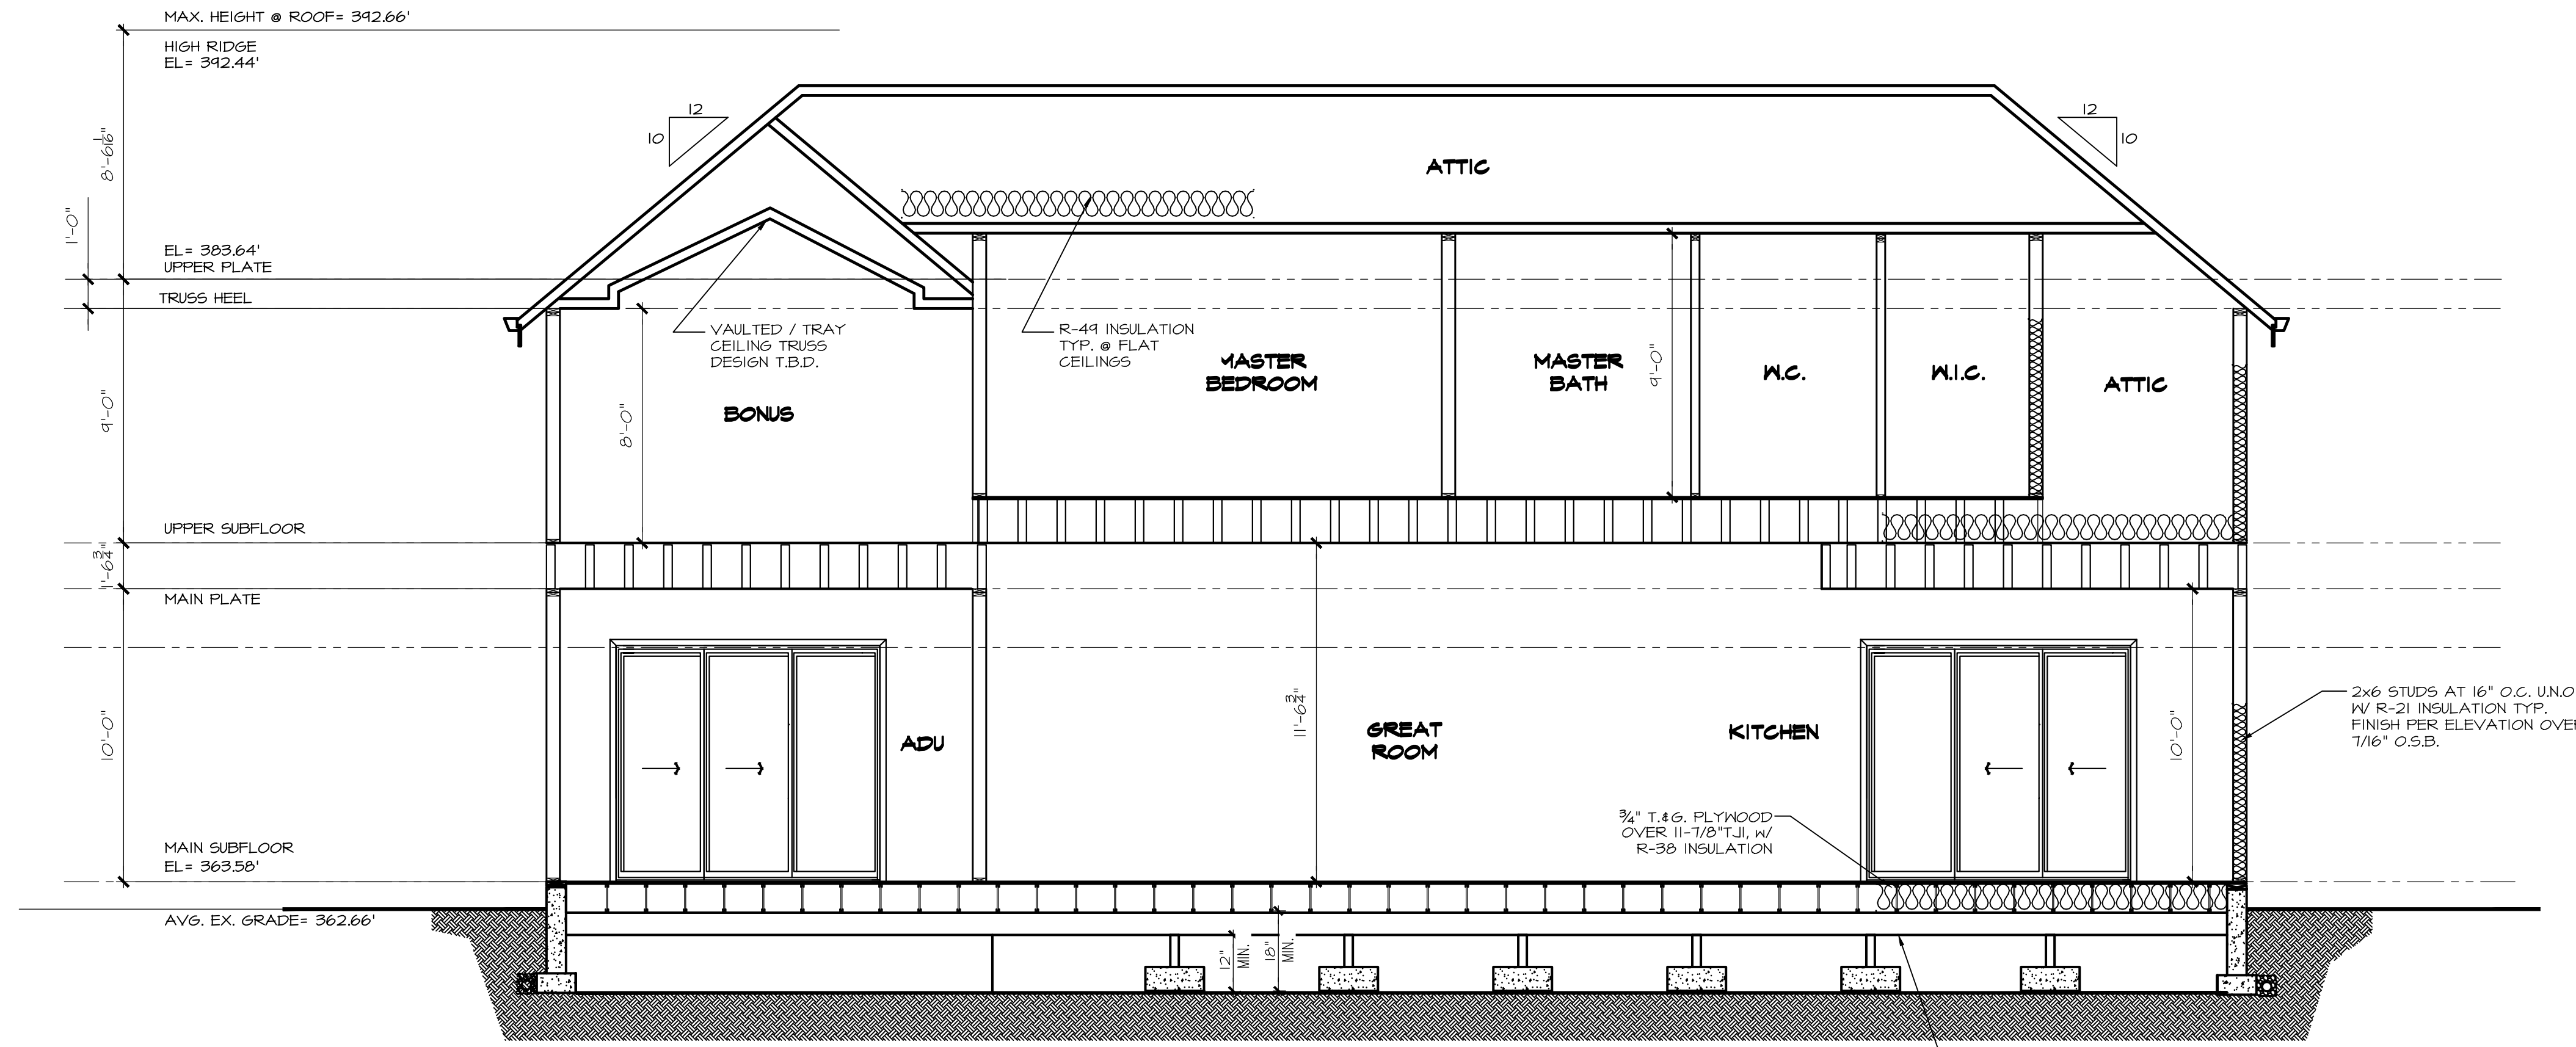 MAX. HEIGHT @ ROOF= 392.66'
HIGH RIDGE
EL= 392.44'
12
10
12
10
8'-6 1/16"
ATTIC
1'-0"
EL= 383.64'
UPPER PLATE
TRUSS HEEL
VAULTED / TRAY
CEILING TRUSS
DESIGN T.B.D.
R-49 INSULATION
TYP. @ FLAT
CEILINGS
MASTER
BEDROOM
MASTER
BATH
9'-0"
W.C.
W.I.C.
ATTIC
9'-0"
8'-0"
BONUS
UPPER SUBFLOOR
1'-6 3/4"
MAIN PLATE
10'-0"
ADU
11'-6 3/4"
GREAT
ROOM
KITCHEN
10'-0"
2x6 STUDS AT 16" O.C. U.N.O
W/ R-21 INSULATION TYP.
FINISH PER ELEVATION OVER
7/16" O.S.B.
3/4" T.&G. PLYWOOD
OVER 11-7/8"TJI, W/
R-38 INSULATION
MAIN SUBFLOOR
EL= 363.58'
AVG. EX. GRADE= 362.66'
12"
MIN.
18"
MIN.